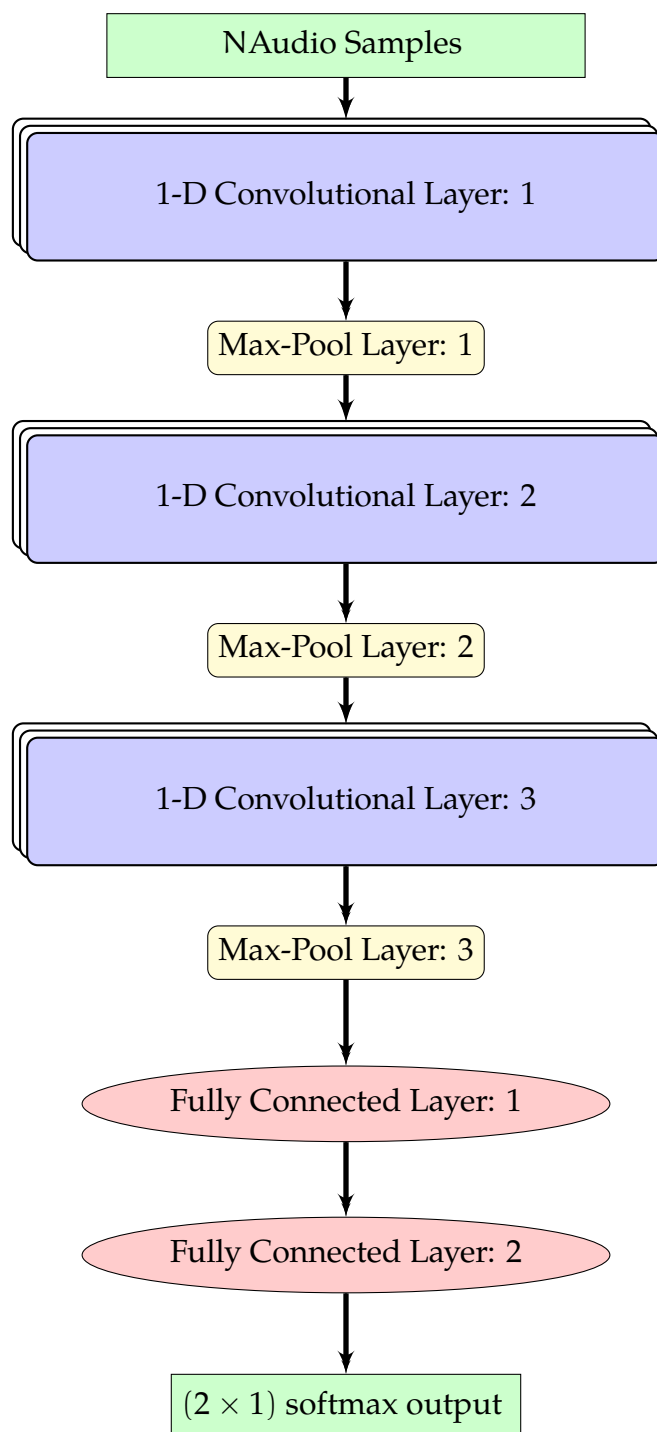 NAudio Samples
1-D Convolutional Layer: 1
Max-Pool Layer: 1
1-D Convolutional Layer: 2
Max-Pool Layer: 2
1-D Convolutional Layer: 3
Max-Pool Layer: 3
Fully Connected Layer: 1
Fully Connected Layer: 2
(2 × 1) softmax output